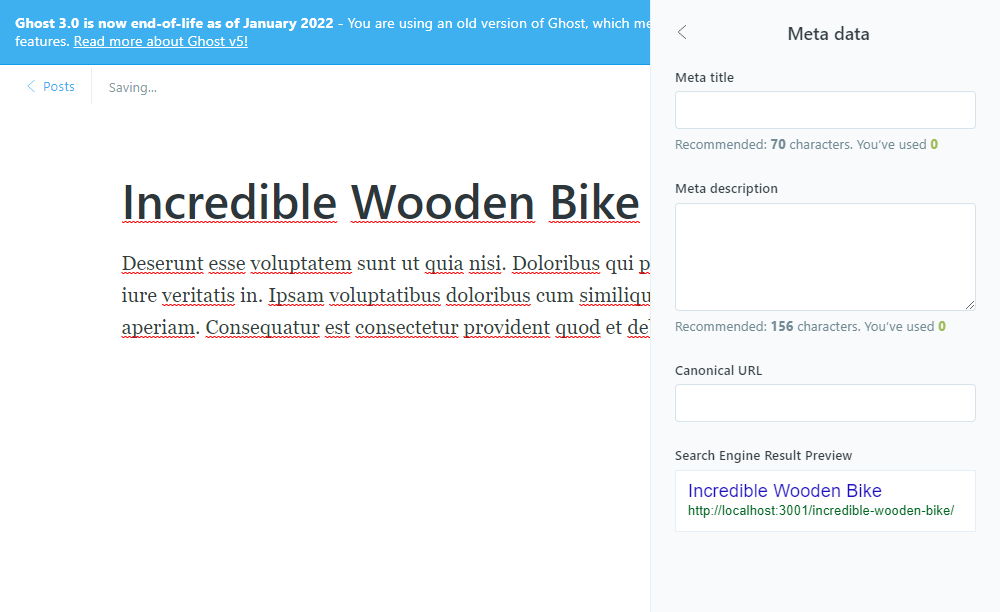 Ghost 3.0 is now end-of-life as of January 2022 - You are using an old version of Ghost, which
features. Read more about Ghost v5!
Posts
Saving...
Incredible Wooden Bike
Deserunt esse voluptatem sunt ut quia nisi. Doloribus qui
iure veritatis in. Ipsam voluptatibus doloribus cum
aperiam. Consequatur est consectetur provident quod et
Meta data
Meta title
Recommended: 70 characters. You’ve used 0
Meta description
Recommended: 156 characters. You’ve used 0
Canonical URL
Search Engine Result Preview
Incredible Wooden Bike
http://localhost:3001/incredible-wooden-bike/